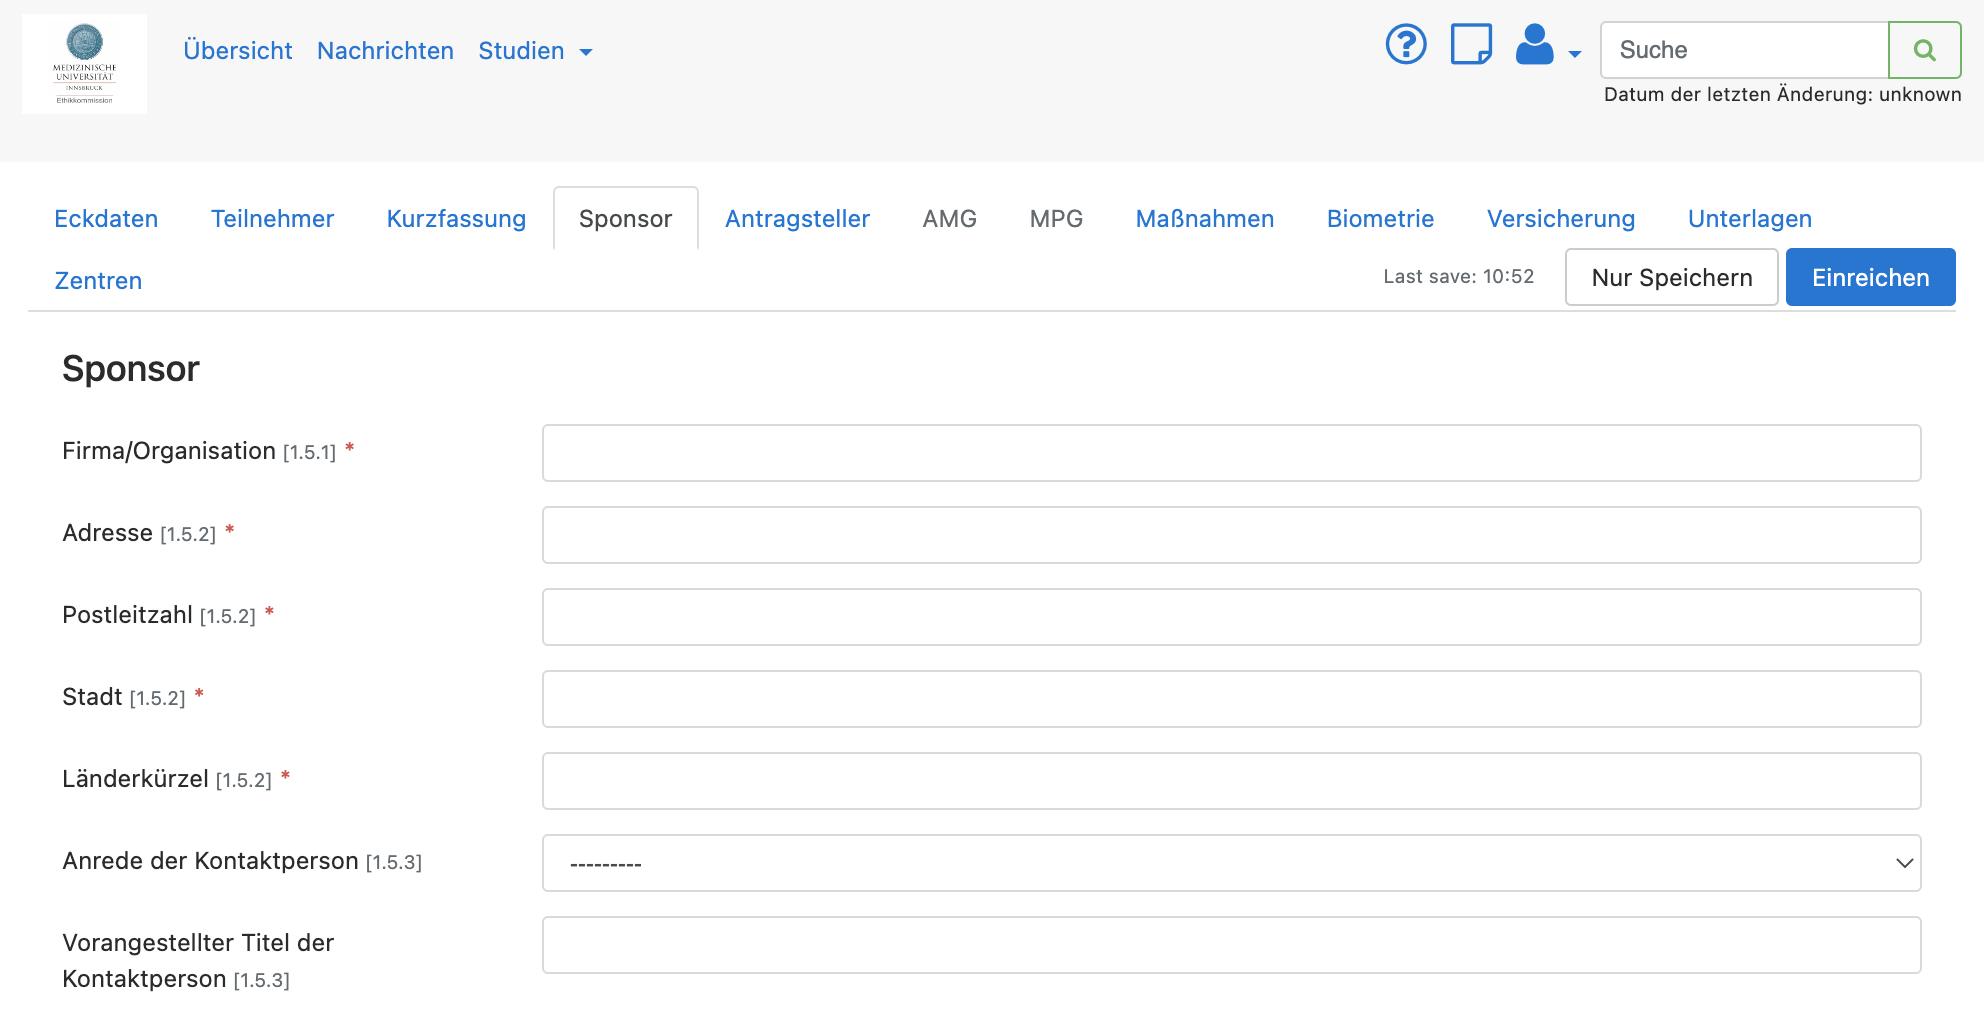 MEDIZINISCHE
UNIVERSITÄT
INNSBRUCK
Ethikkommission
Übersicht Nachrichten Studien
Suche
Datum der letzten Änderung: unknown
Eckdaten Teilnehmer Kurzfassung Sponsor Antragsteller AMG MPG Maßnahmen Biometrie Versicherung Unterlagen
Zentren Last save: 10:52 Nur Speichern Einreichen
Sponsor
Firma/Organisation [1.5.1] *
Adresse [1.5.2] *
Postleitzahl [1.5.2] *
Stadt [1.5.2] *
Länderkürzel [1.5.2] *
Anrede der Kontaktperson [1.5.3] ---------
Vorangestellter Titel der
Kontaktperson [1.5.3]